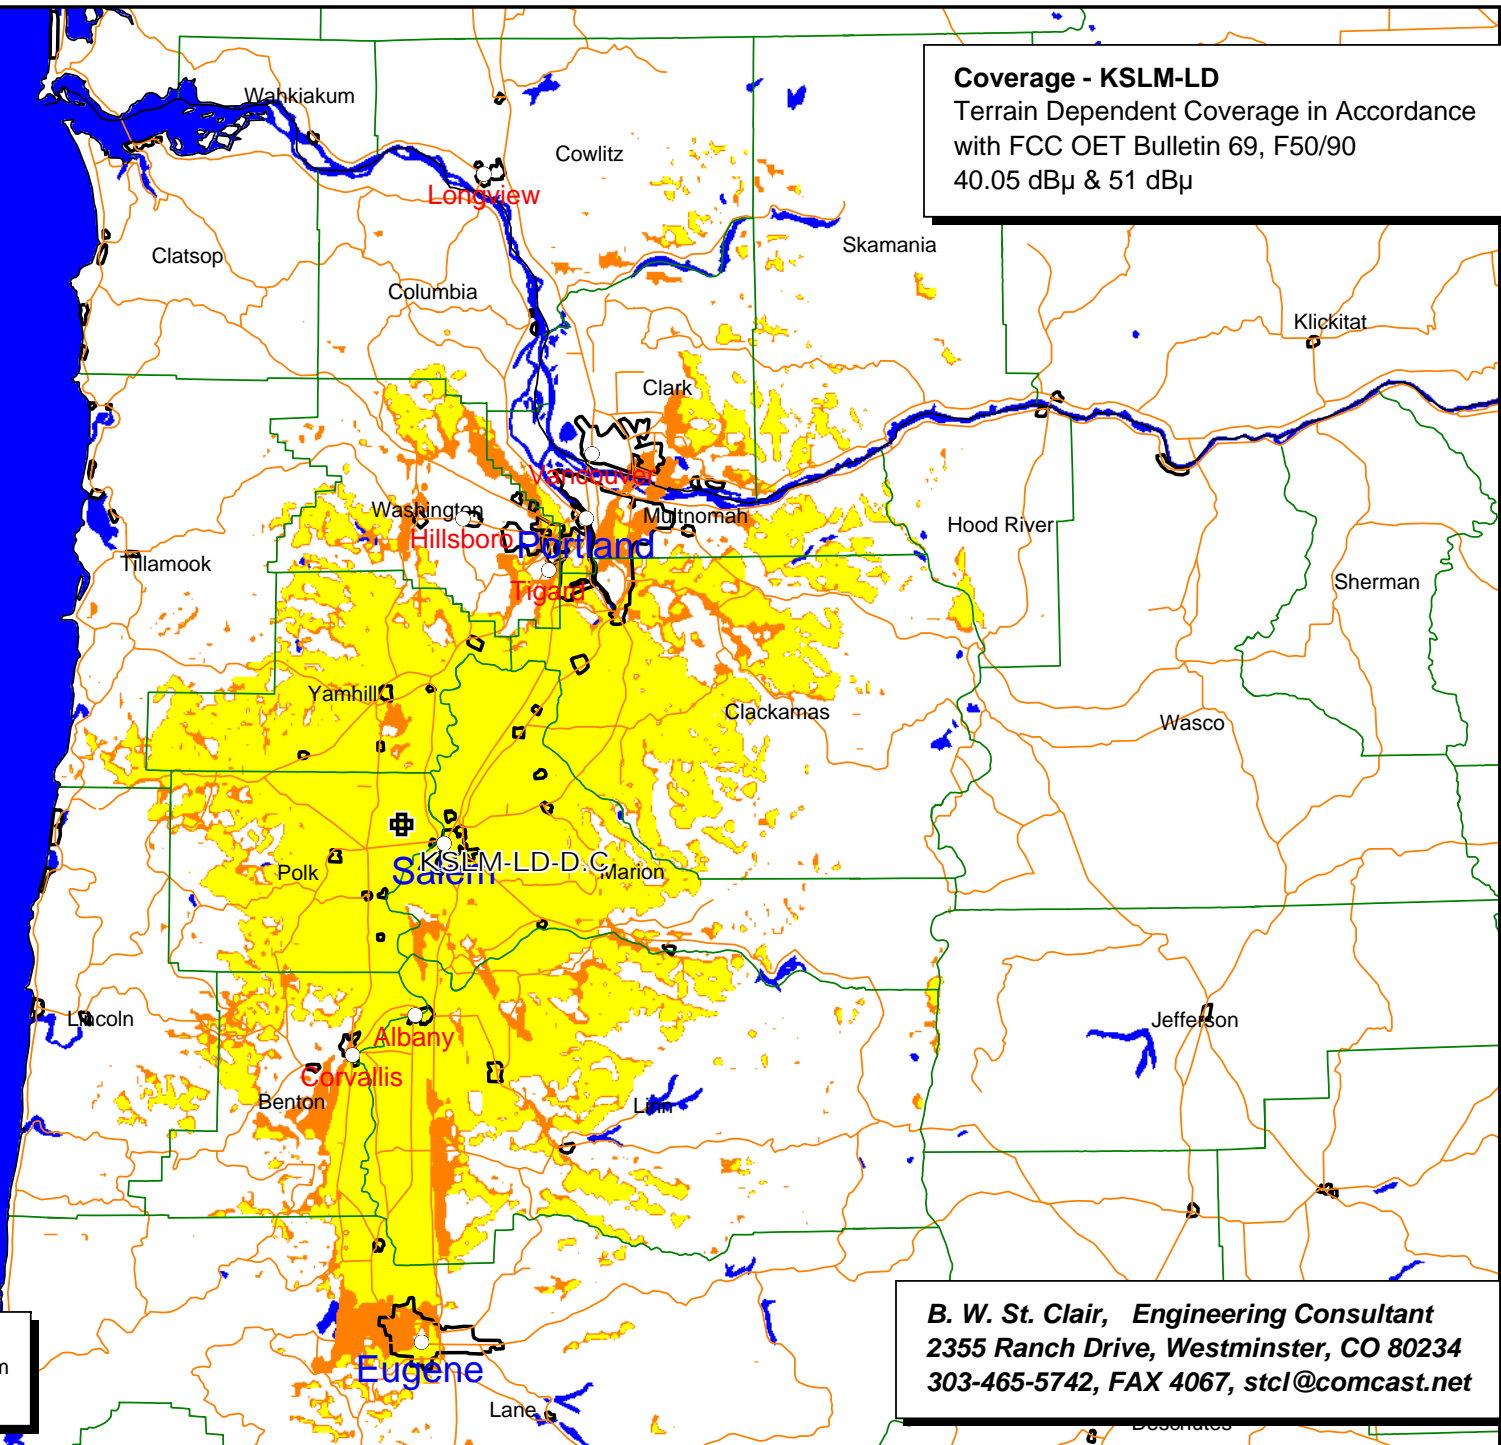 Coverage - KSLM-LD
Terrain Dependent Coverage in Accordance
with FCC OET Bulletin 69, F50/90
40.05 dBµ & 51 dBµ
Wahkiakum
Cowlitz
Longview
Skamania
Clatsop
Columbia
Klickitat
Clark
Vancouver
Washington
Multnomah
Hood River
Hillsboro
Portland
Tillamook
Tigard
Sherman
Yamhill
Clackamas
Wasco
KSLM-LD-D.C
Salem
Polk
Marion
Lincoln
Jefferson
Albany
Corvallis
Benton
Linn
B. W. St. Clair, Engineering Consultant
2355 Ranch Drive, Westminster, CO 80234
303-465-5742, FAX 4067, stcl@comcast.net
Eugene
Lane
Deschutes